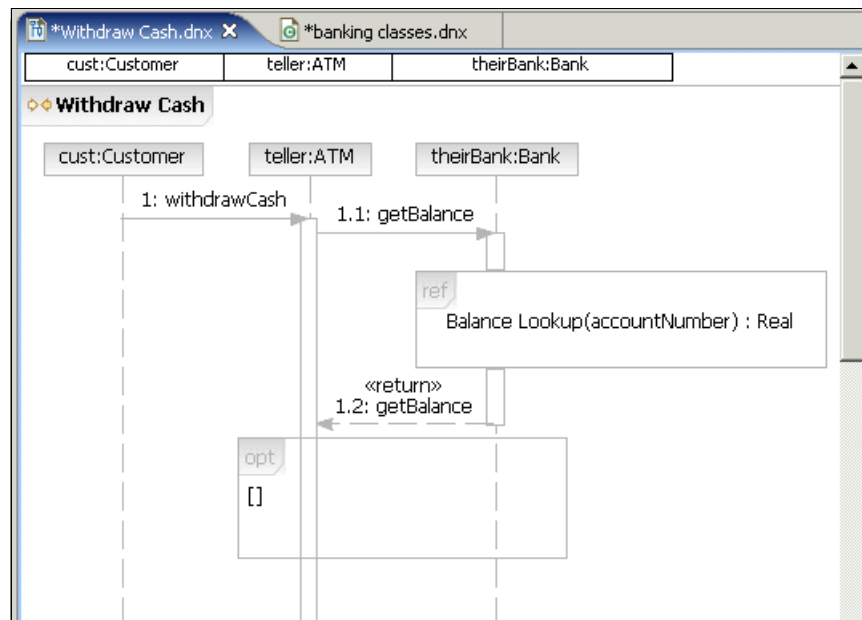 *Withdraw Cash.dnx
*banking classes.dnx
cust:Customer
teller:ATM
theirBank:Bank
Withdraw Cash
cust:Customer
teller:ATM
theirBank:Bank
1: withdrawCash
1.1: getBalance
ref
Balance Lookup(accountNumber) : Real
«return»
1.2: getBalance
opt
[]